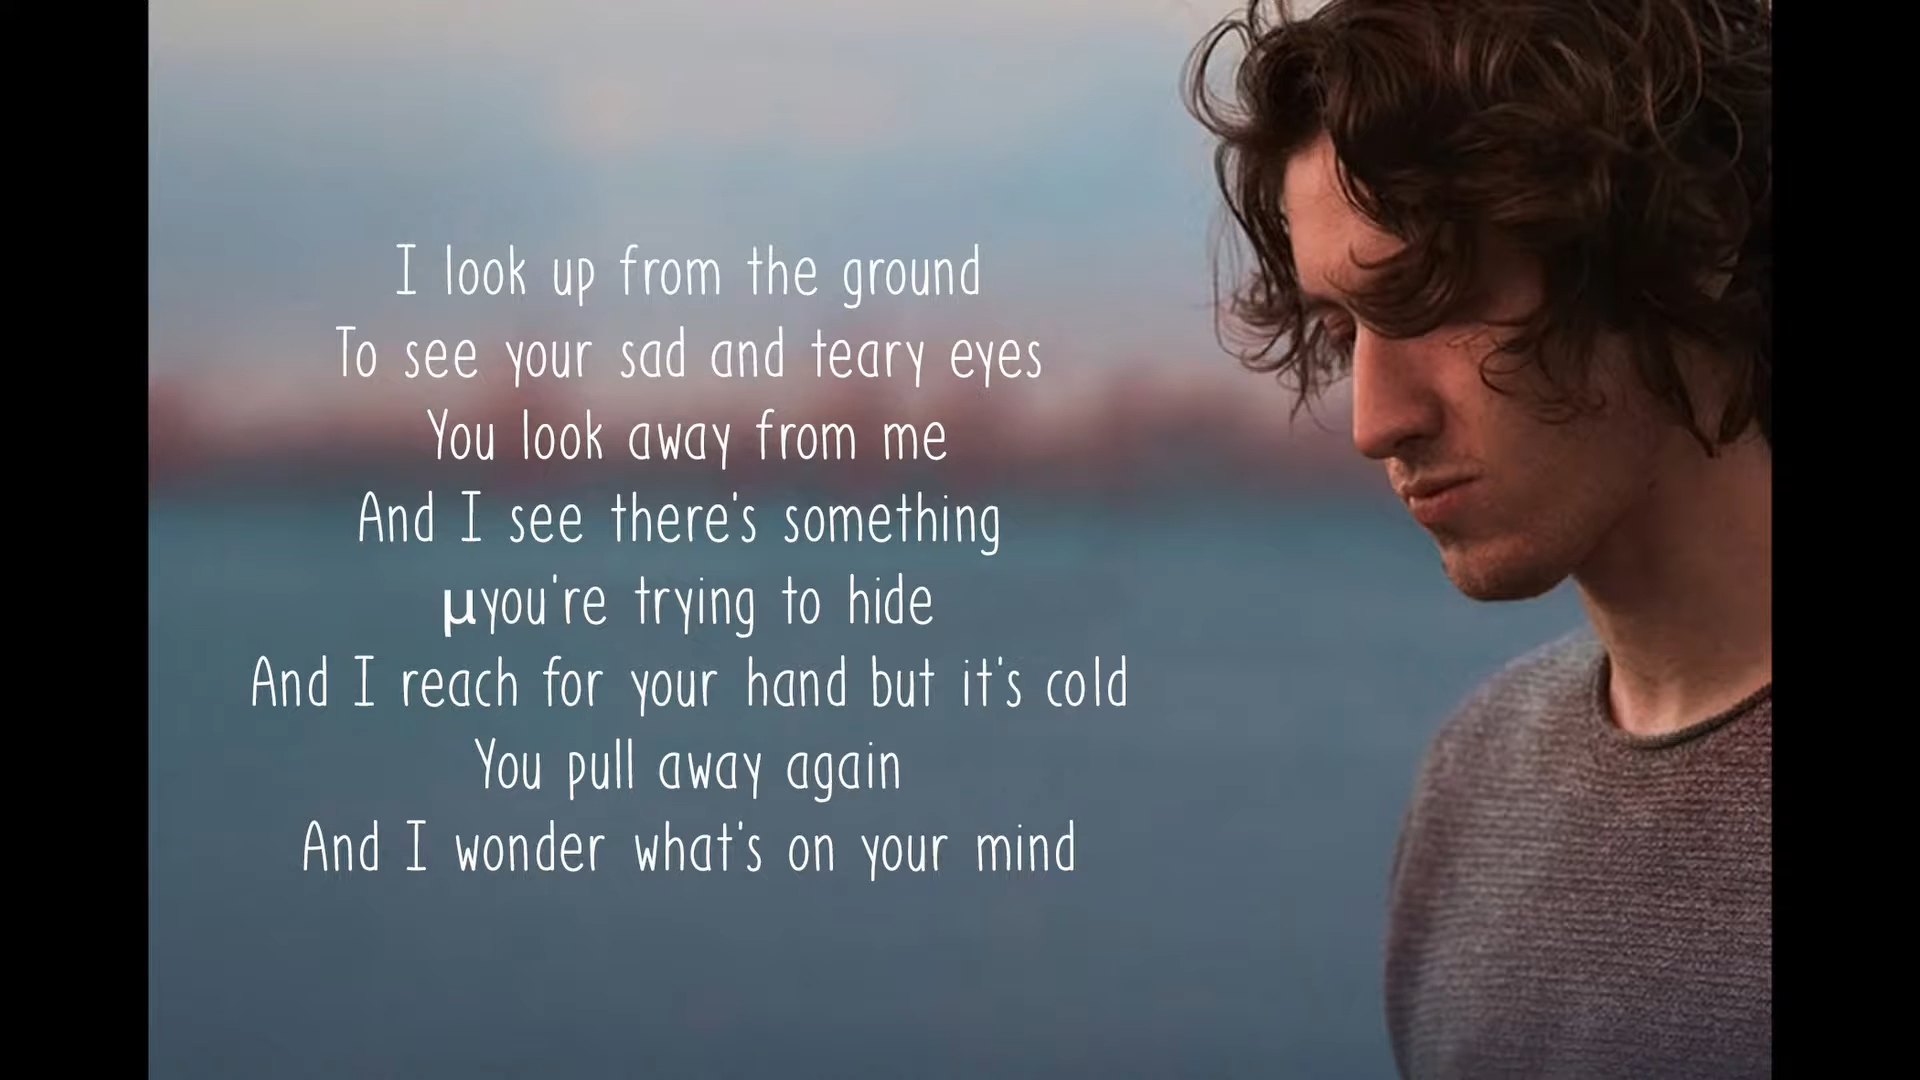 I look up from the ground
To see your sad and teary eyes
You look away from me
And I see there's something
μyou're trying to hide
And I reach for your hand but it's cold
You pull away again
And I wonder what's on your mind